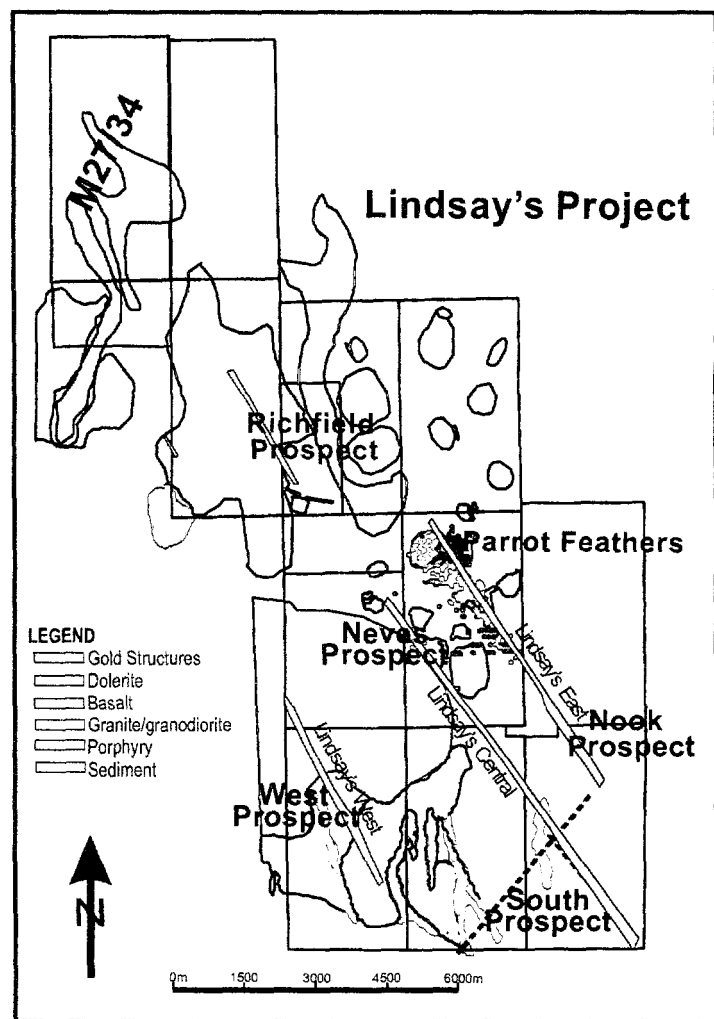 M27/34
Lindsay's Project
Richfield
Prospect
Parrot Feathers
LEGEND
Gold Structures
Dolerite
Basalt
Granite/granodiorite
Porphyry
Sediment
Neves
Prospect
Lindsay's East
Nook
Prospect
Lindsay's Central
Lindsay's West
West
Prospect
South
Prospect
N
0m 1500 3000 6000m